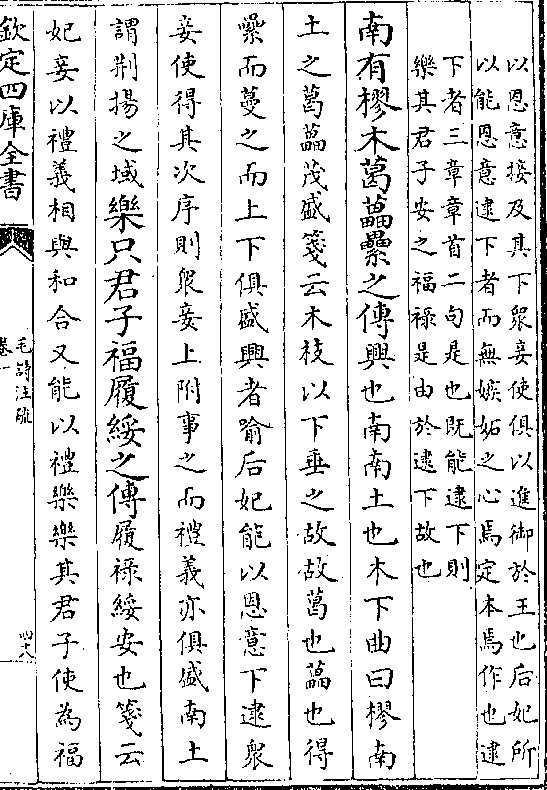 以恩意接及其下衆妾使俱以進御於王也后妃所
以能恩意逮下者而無嫉妬之心焉定本焉作也逮
下者三章章首二句是也既能逮下則
樂其君子安之福祿是由於逮下故也
南有樛木葛藟纍之傳興也南南土也木下曲曰樛南
土之葛藟茂盛箋云木枝以下垂之故故葛也藟也得
纍而蔓之而上下俱盛興者喻后妃能以恩意下逮衆
妾使得其次序則衆妾上附事之而禮義亦俱盛南土
謂荆揚之域樂只君子福履綏之傳履祿綏安也箋云
妃妾以禮義相與和合又能以禮樂樂其君子使為福
欽定四庫全書
毛詩注疏
卷一
四十八